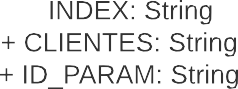 INDEX: String
+ CLIENTES: String
+ ID_PARAM: String